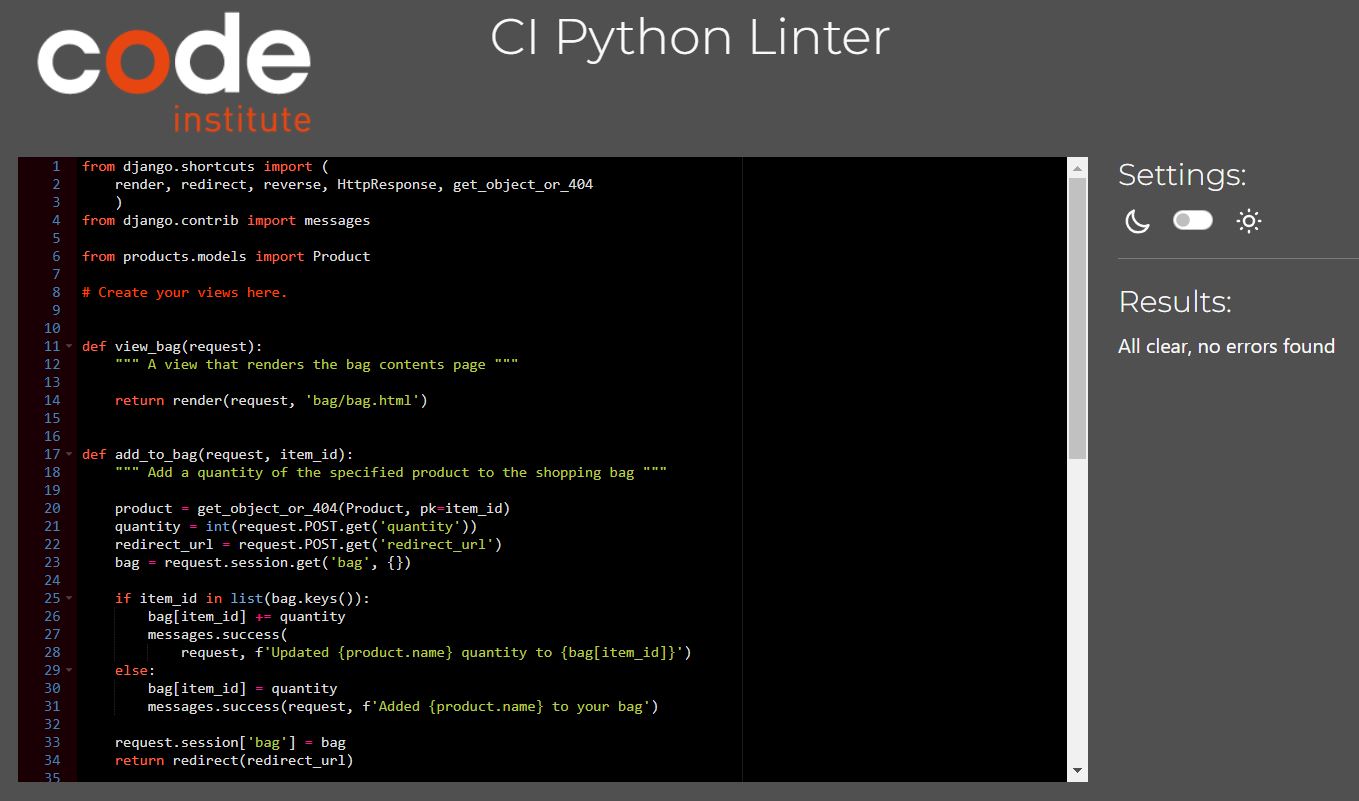 code
institute
CI Python Linter
1 from django.shortcuts import (
2     render, redirect, reverse, HttpResponse, get_object_or_404
3     )
4 from django.contrib import messages
5
6 from products.models import Product
7
8 # Create your views here.
9
10
11 def view_bag(request):
12     """ A view that renders the bag contents page """
13
14     return render(request, 'bag/bag.html')
15
16
17 def add_to_bag(request, item_id):
18     """ Add a quantity of the specified product to the shopping bag """
19
20     product = get_object_or_404(Product, pk=item_id)
21     quantity = int(request.POST.get('quantity'))
22     redirect_url = request.POST.get('redirect_url')
23     bag = request.session.get('bag', {})
24
25     if item_id in list(bag.keys()):
26         bag[item_id] += quantity
27         messages.success(
28             request, f'Updated {product.name} quantity to {bag[item_id]}')
29     else:
30         bag[item_id] = quantity
31         messages.success(request, f'Added {product.name} to your bag')
32
33     request.session['bag'] = bag
34     return redirect(redirect_url)
35
Settings:
Results:
All clear, no errors found